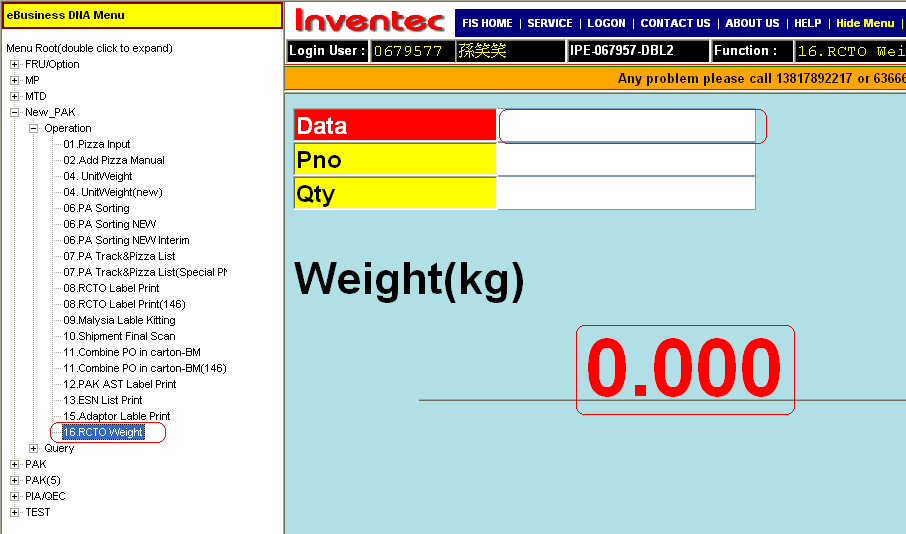 eBusiness DNA Menu
Menu Root(double click to expand)
FRU/Option
MP
MTD
New_PAK
Operation
01.Pizza Input
02.Add Pizza Manual
04. UnitWeight
04. UnitWeight(new)
06.PA Sorting
06.PA Sorting NEW
06.PA Sorting NEW Interim
07.PA Track&Pizza List
07.PA Track&Pizza List(Special PN
08.RCTO Label Print
08.RCTO Label Print(146)
09.Malysia Lable Kitting
10.Shipment Final Scan
11.Combine PO in carton-BM
11.Combine PO in carton-BM(146)
12.PAK AST Label Print
13.ESN List Print
15.Adaptor Lable Print
16.RCTO Weight
Query
PAK
PAK(5)
PIA/QEC
TEST
Inventec
FIS HOME | SERVICE | LOGON | CONTACT US | ABOUT US | HELP | Hide Menu |
Login User : 0679577 孫笑笑 IPE-067957-DBL2 Function : 16.RCTO Wei
Any problem please call 13817892217 or 63666
Data
Pno
Qty
Weight(kg)
0.000